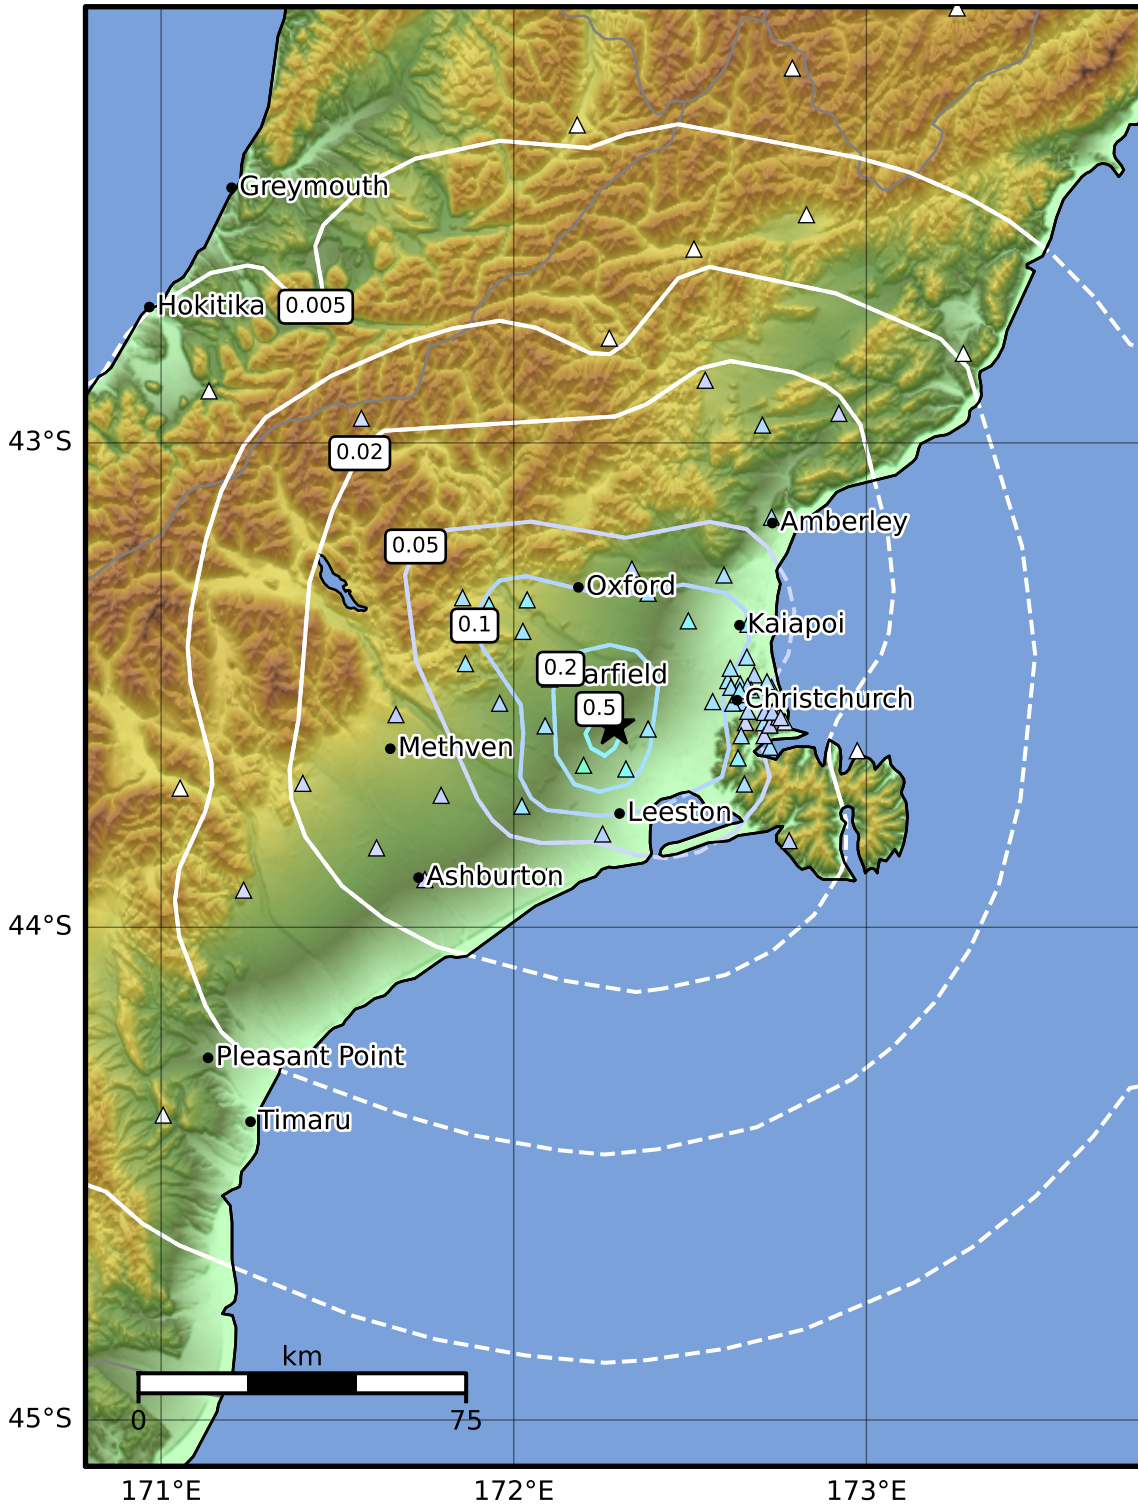 Greymouth
Hokitika
0.005
43°S
0.02
Amberley
0.05
Oxford
0.1
Kaiapoi
0.2
arfield
Christchurch
0.5
Methven
Leeston
Ashburton
44°S
Pleasant Point
Timaru
km
0
75
45°S
171°E
172°E
173°E